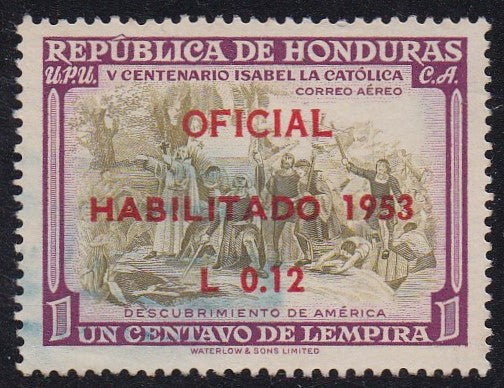 REPÚBLICA DE HONDURAS
U.P.U. V CENTENARIO ISABEL LA CATÓLICA C.A.
CORREO AÉREO
OFICIAL
HABILITADO 1953
L 0.12
DESCUBRIMIENTO DE AMÉRICA
1 UN CENTAVO DE LEMPIRA 1
WATERLOW & SONS LIMITED